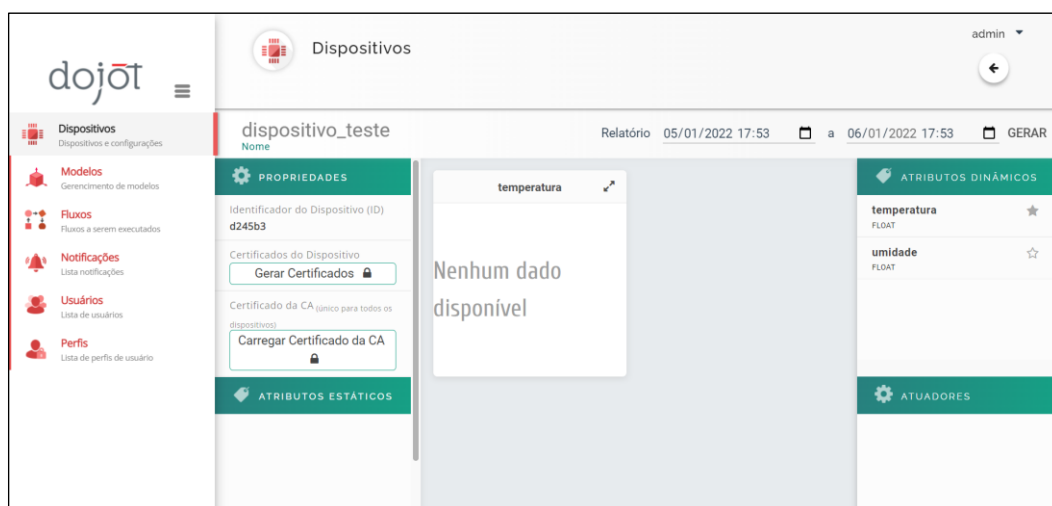 dojot
Dispositivos
admin
Dispositivos
Dispositivos e configurações
Modelos
Gerencimento de modelos
Fluxos
Fluxos a serem executados
Notificações
Lista notificações
Usuários
Lista de usuários
Perfis
Lista de perfis de usuário
dispositivo_teste
Nome
Relatório 05/01/2022 17:53 a 06/01/2022 17:53 GERAR
PROPRIEDADES
Identificador do Dispositivo (ID)
d245b3
Certificados do Dispositivo
Gerar Certificados
Certificado da CA (único para todos os
dispositivos)
Carregar Certificado da CA
ATRIBUTOS ESTÁTICOS
temperatura
Nenhum dado
disponível
ATRIBUTOS DINÂMICOS
temperatura
FLOAT
umidade
FLOAT
ATUADORES